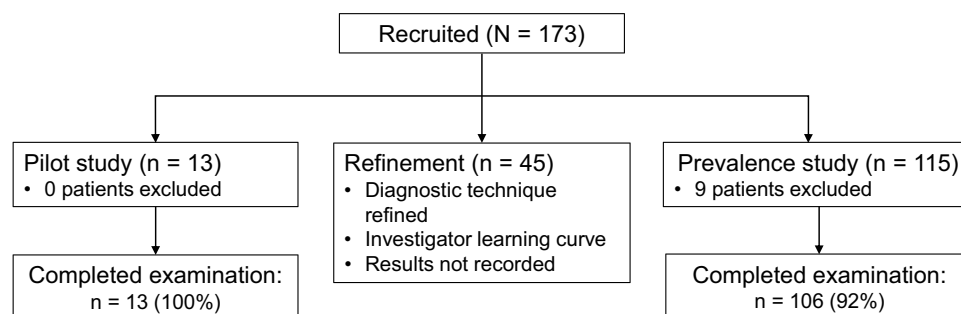 Recruited (N = 173)
Pilot study (n = 13)
• 0 patients excluded
Refinement (n = 45)
• Diagnostic technique
refined
• Investigator learning curve
• Results not recorded
Prevalence study (n = 115)
• 9 patients excluded
Completed examination:
n = 13 (100%)
Completed examination:
n = 106 (92%)